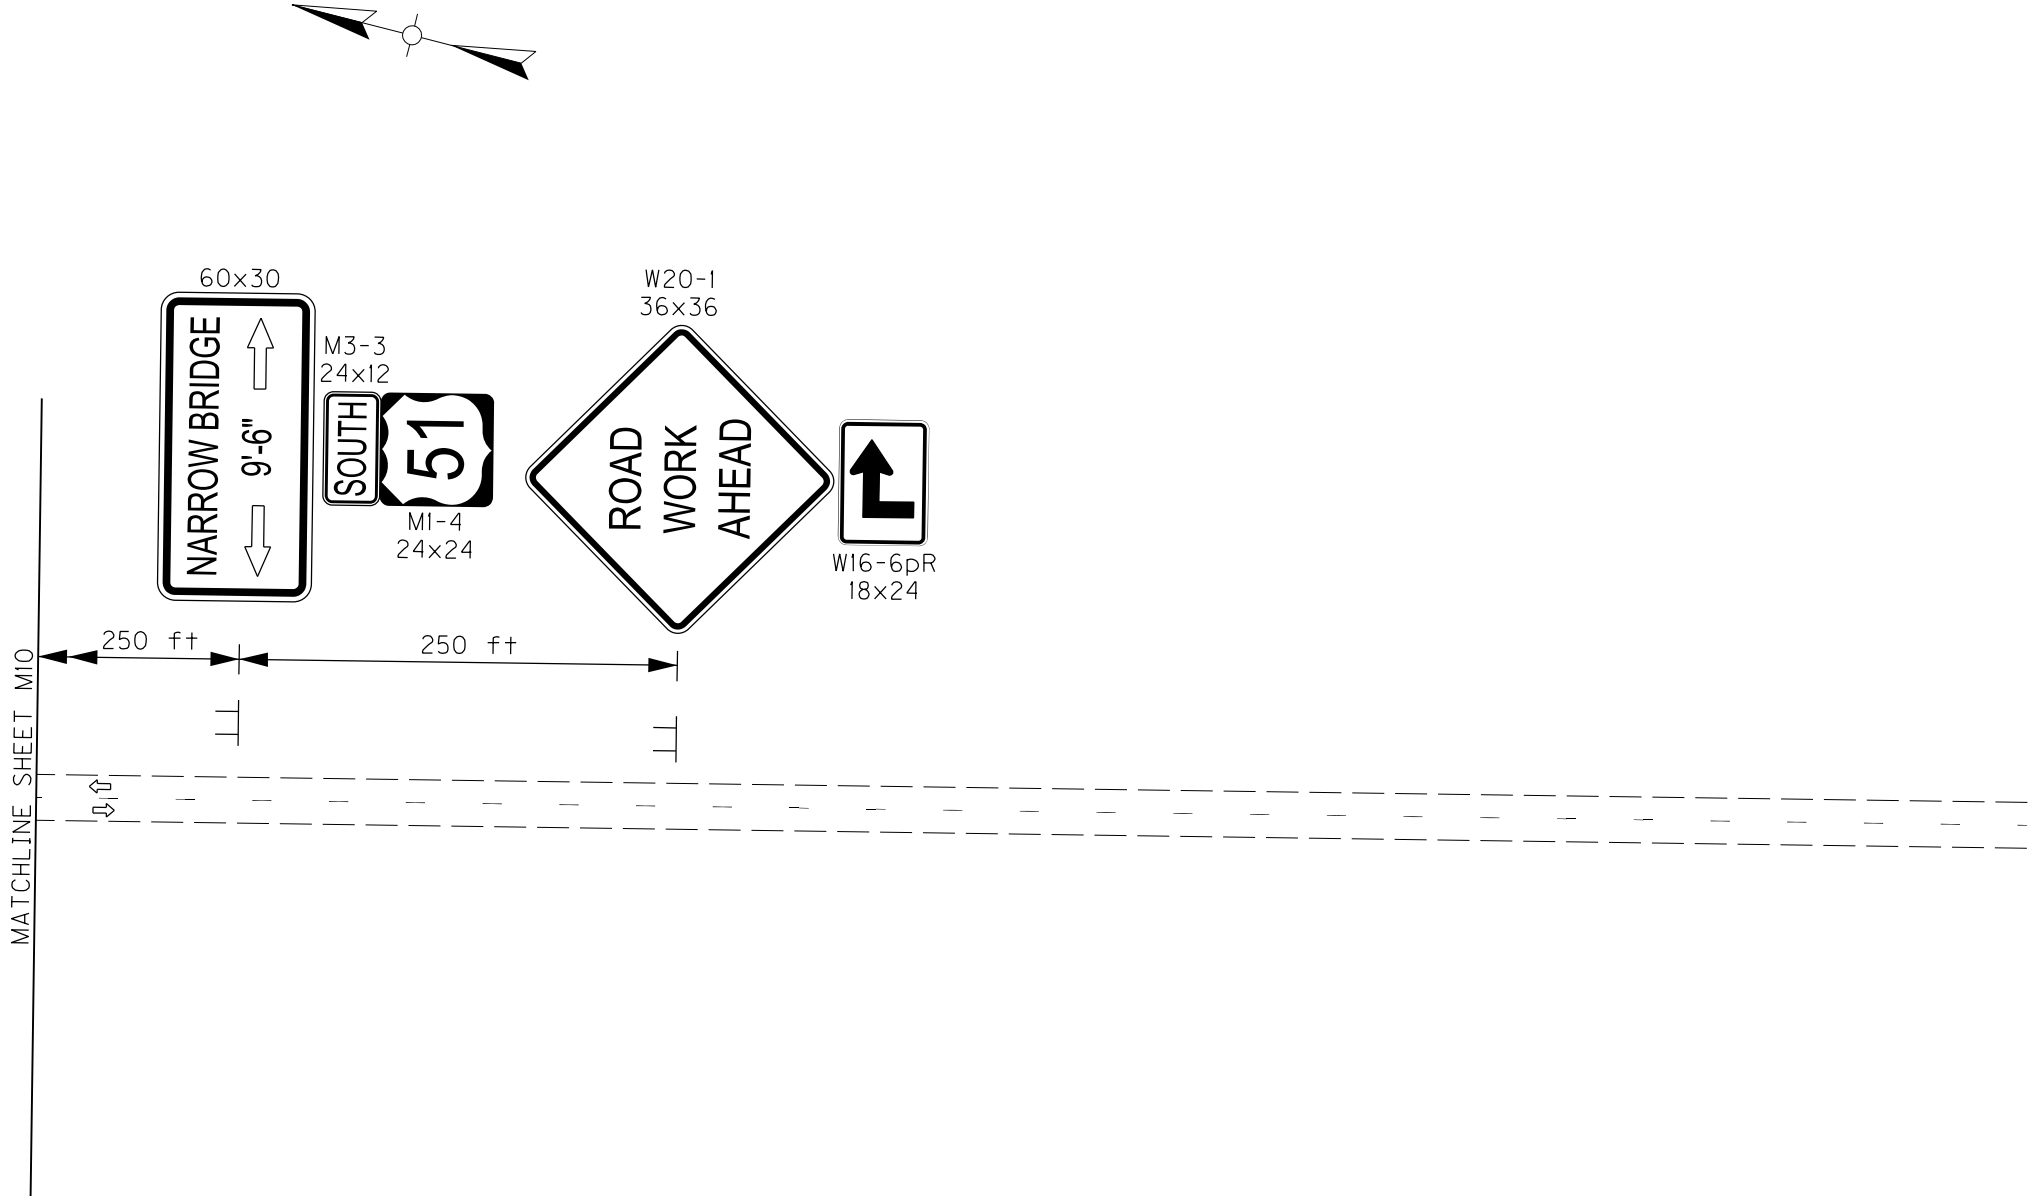 60x30
NARROW BRIDGE
9'-6"
M3-3
24x12
SOUTH
51
M1-4
24x24
W20-1
36x36
ROAD
WORK
AHEAD
W16-6pR
18x24
250 ft
250 ft
MATCHLINE SHEET M10